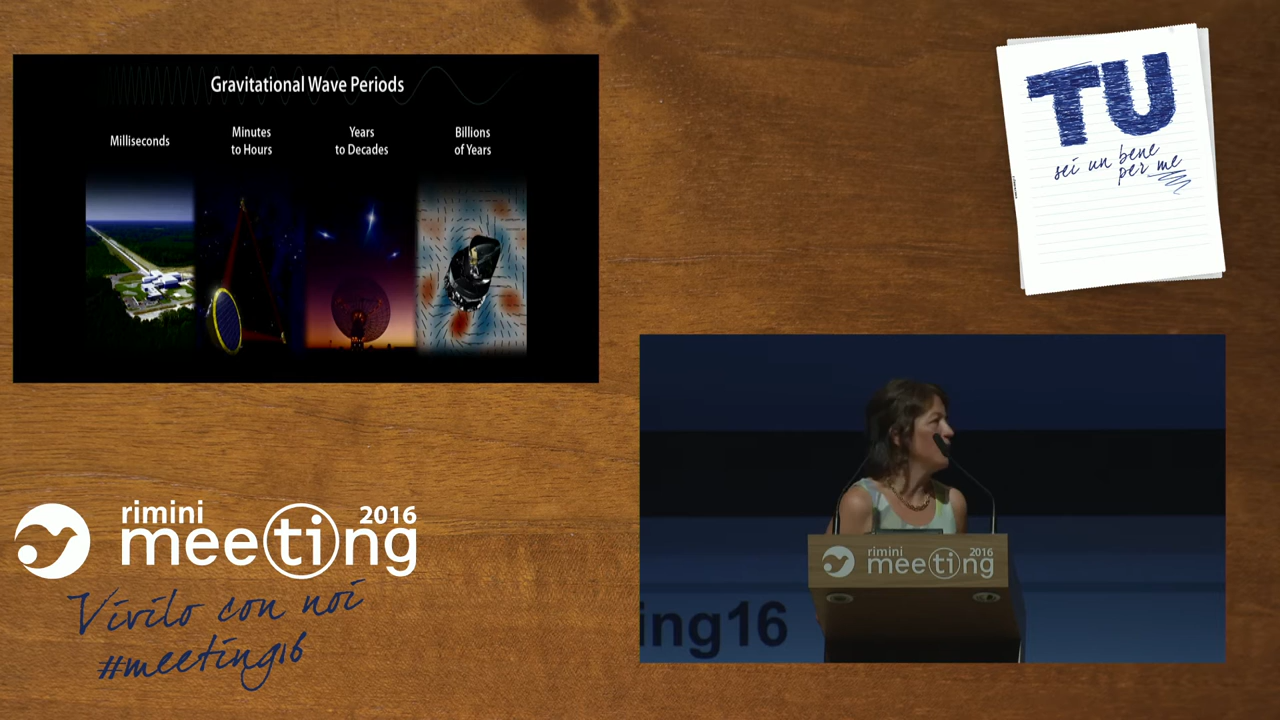 Gravitational Wave Periods
Milliseconds
Minutes
to Hours
Years
to Decades
Billions
of Years
TU
sei un bene
per me
rimini
2016
meeting
Vivilo con noi
#meeting16
rimini
2016
meeting
ing16